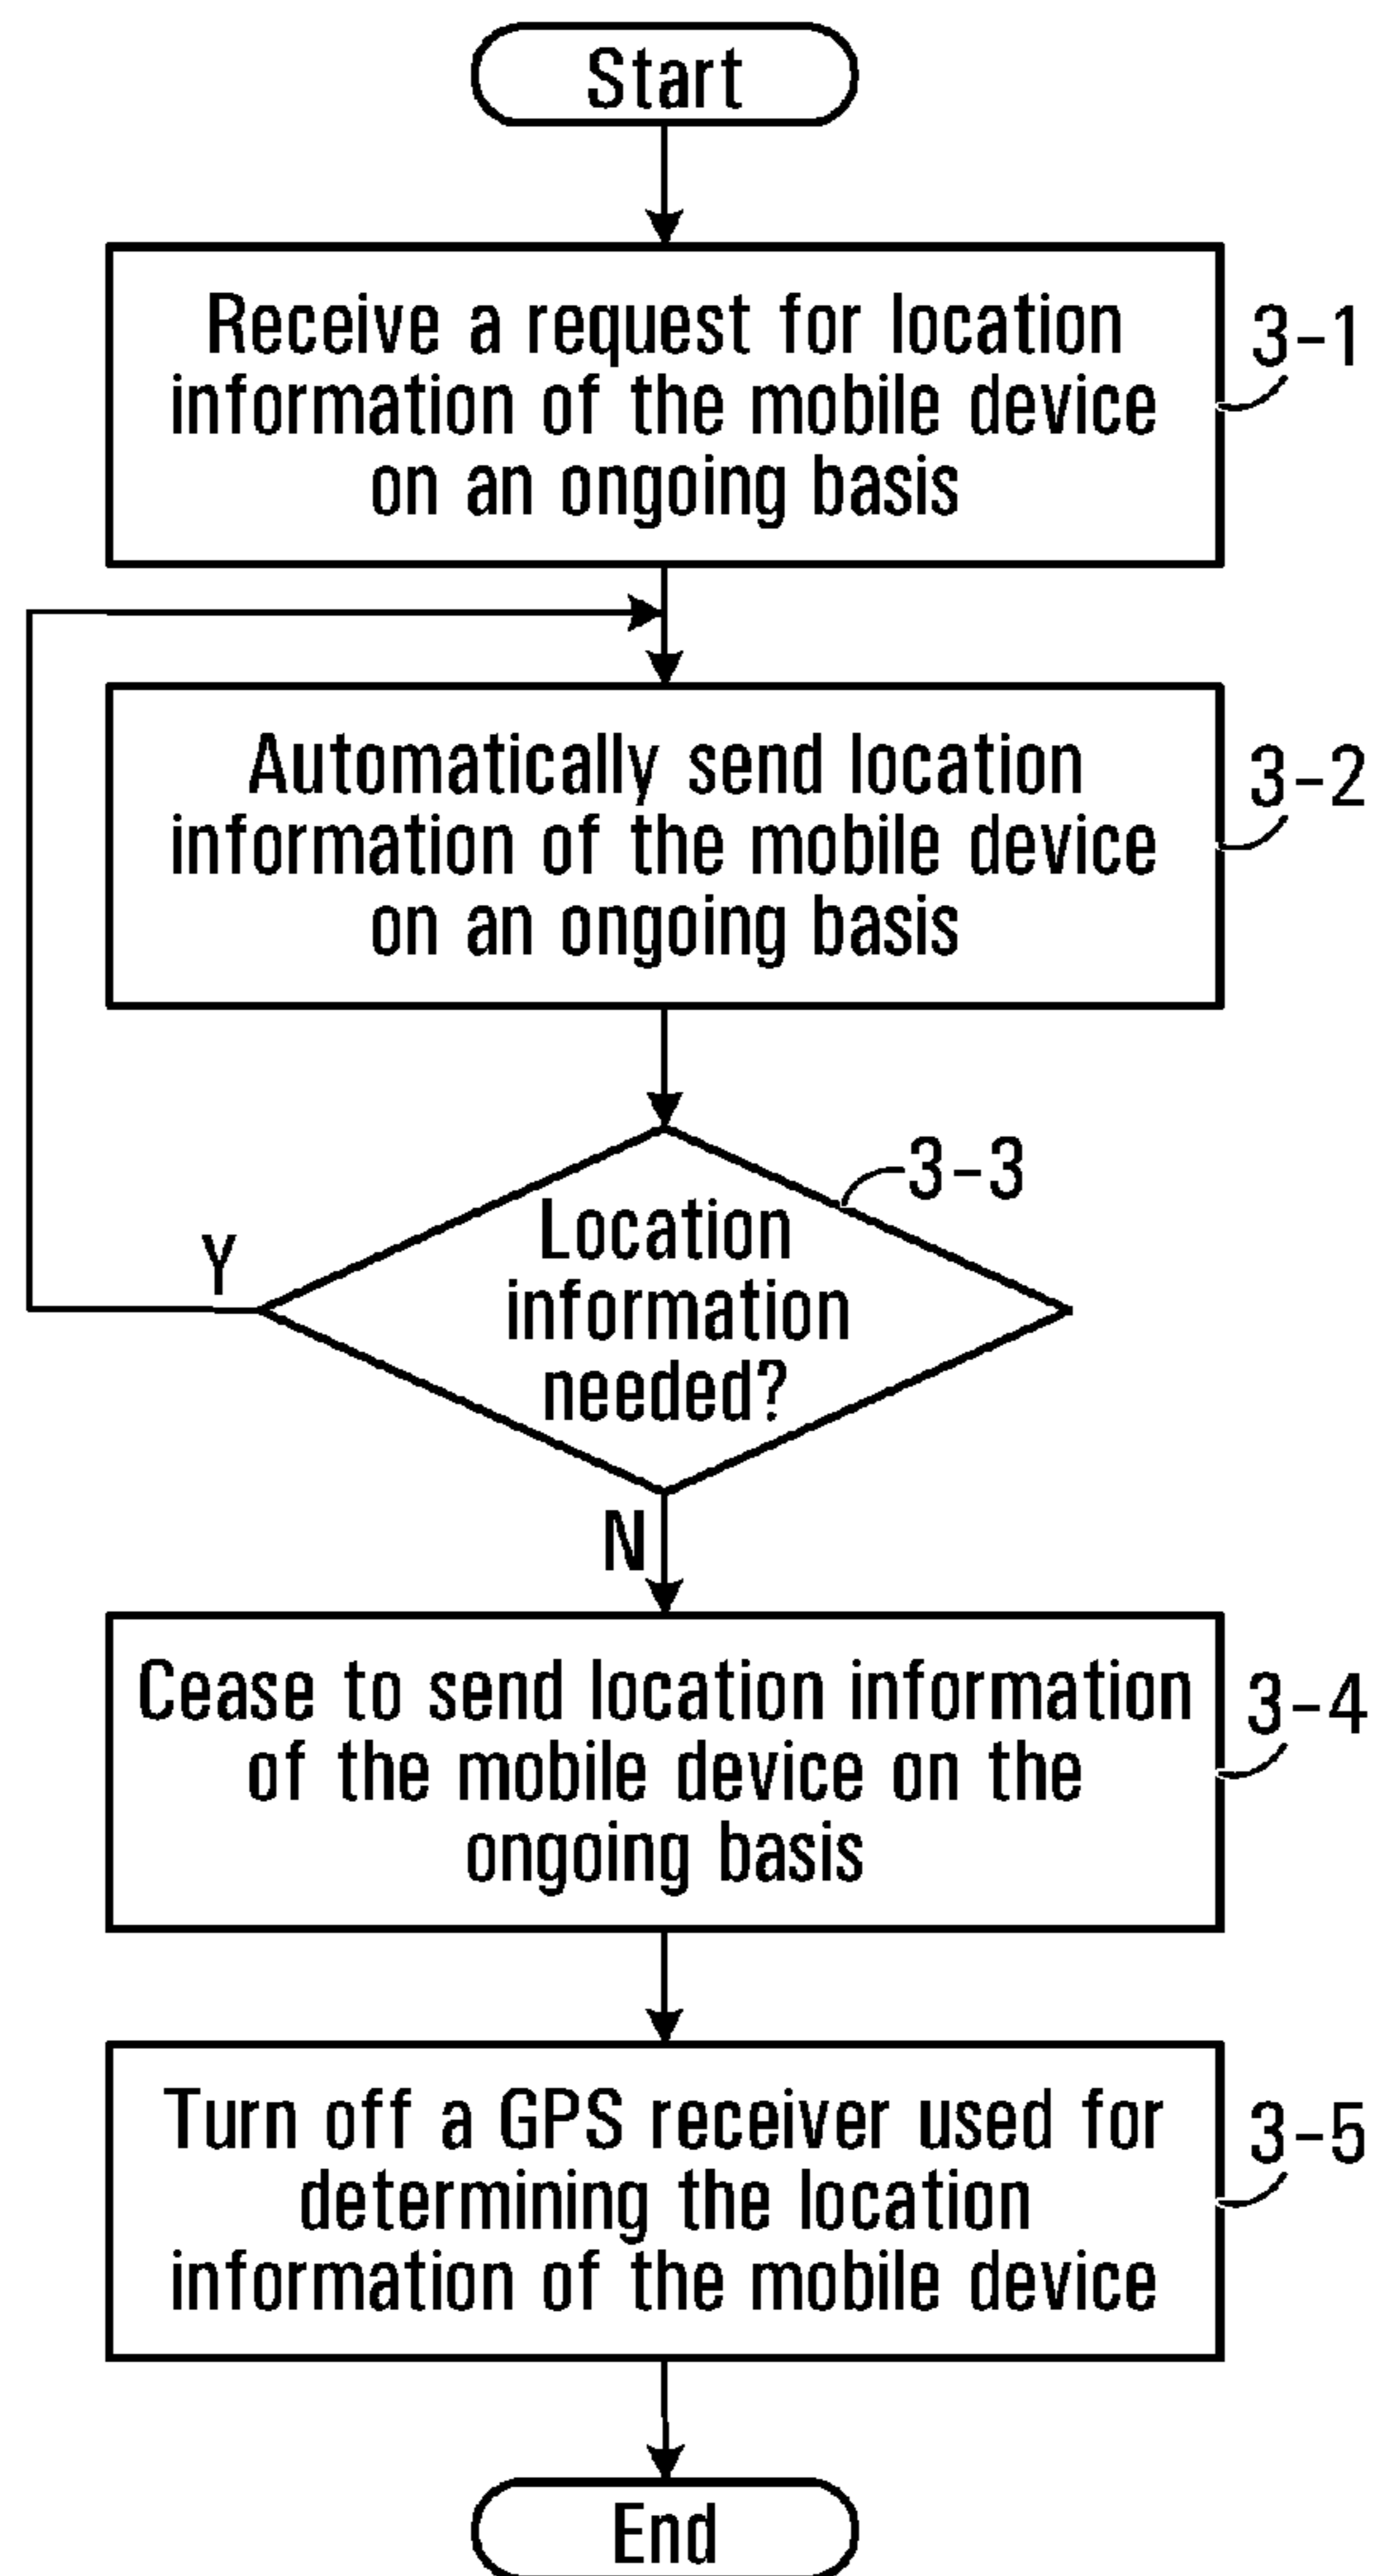 Start
Receive a request for location
information of the mobile device
on an ongoing basis
3-1
Automatically send location
information of the mobile device
on an ongoing basis
3-2
3-3
Location
information
needed?
Y
N
Cease to send location information
of the mobile device on the
ongoing basis
3-4
Turn off a GPS receiver used for
determining the location
information of the mobile device
3-5
End